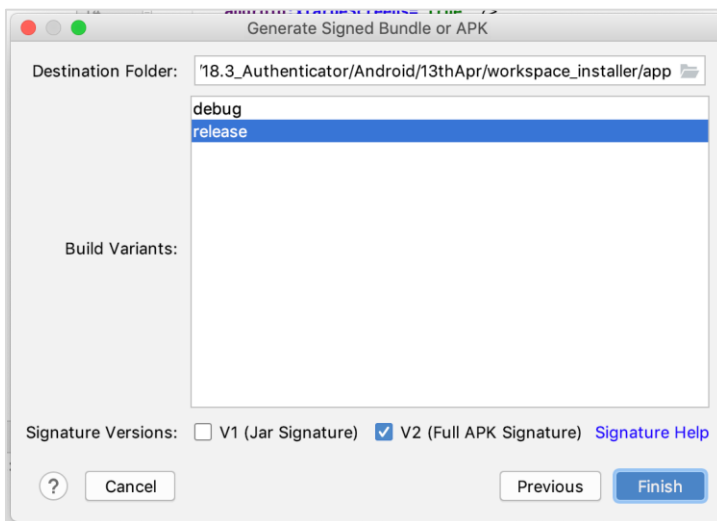 Generate Signed Bundle or APK
Destination Folder: '18.3_Authenticator/Android/13thApr/workspace_installer/app
debug
release
Build Variants:
Signature Versions: V1 (Jar Signature) V2 (Full APK Signature) Signature Help
? Cancel Previous Finish